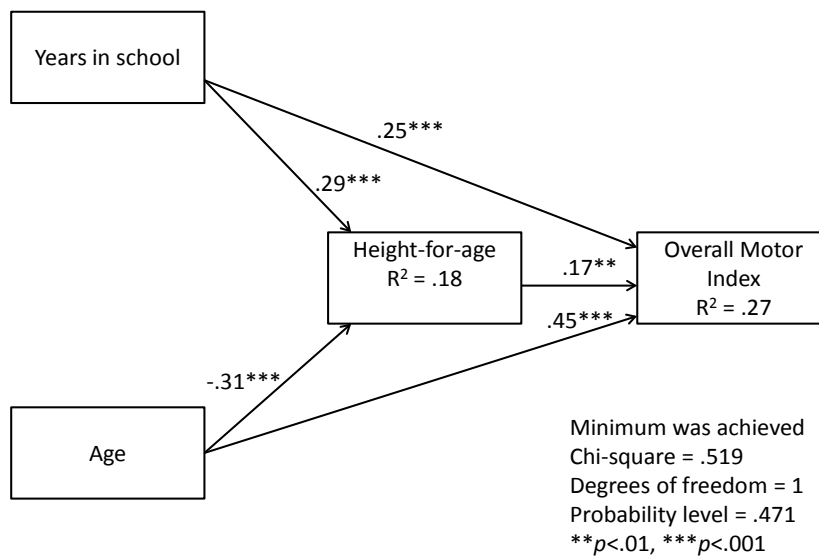 Years in school
.25***
.29***
Height-for-age
R² = .18
.17**
Overall Motor
Index
R² = .27
.45***
-.31***
Age
Minimum was achieved
Chi-square = .519
Degrees of freedom = 1
Probability level = .471
**p<.01, ***p<.001